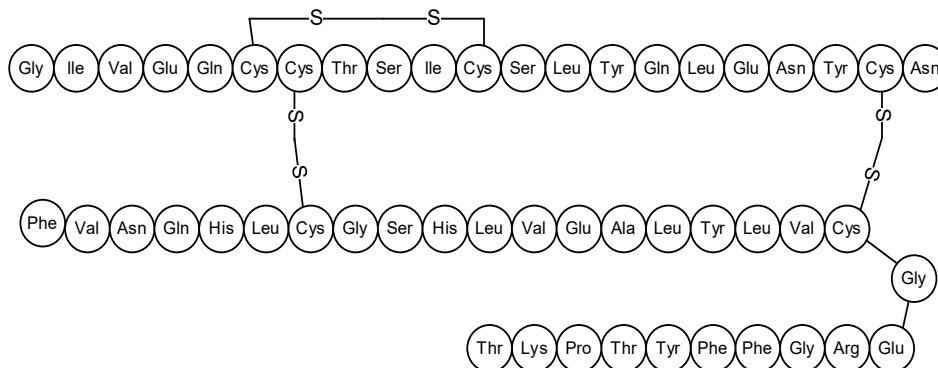 S S
Gly Ile Val Glu Gln Cys Cys Thr Ser Ile Cys Ser Leu Tyr Gln Leu Glu Asn Tyr Cys Asn
S S
S S
Phe Val Asn Gln His Leu Cys Gly Ser His Leu Val Glu Ala Leu Tyr Leu Val Cys
Gly
Thr Lys Pro Thr Tyr Phe Phe Gly Arg Glu